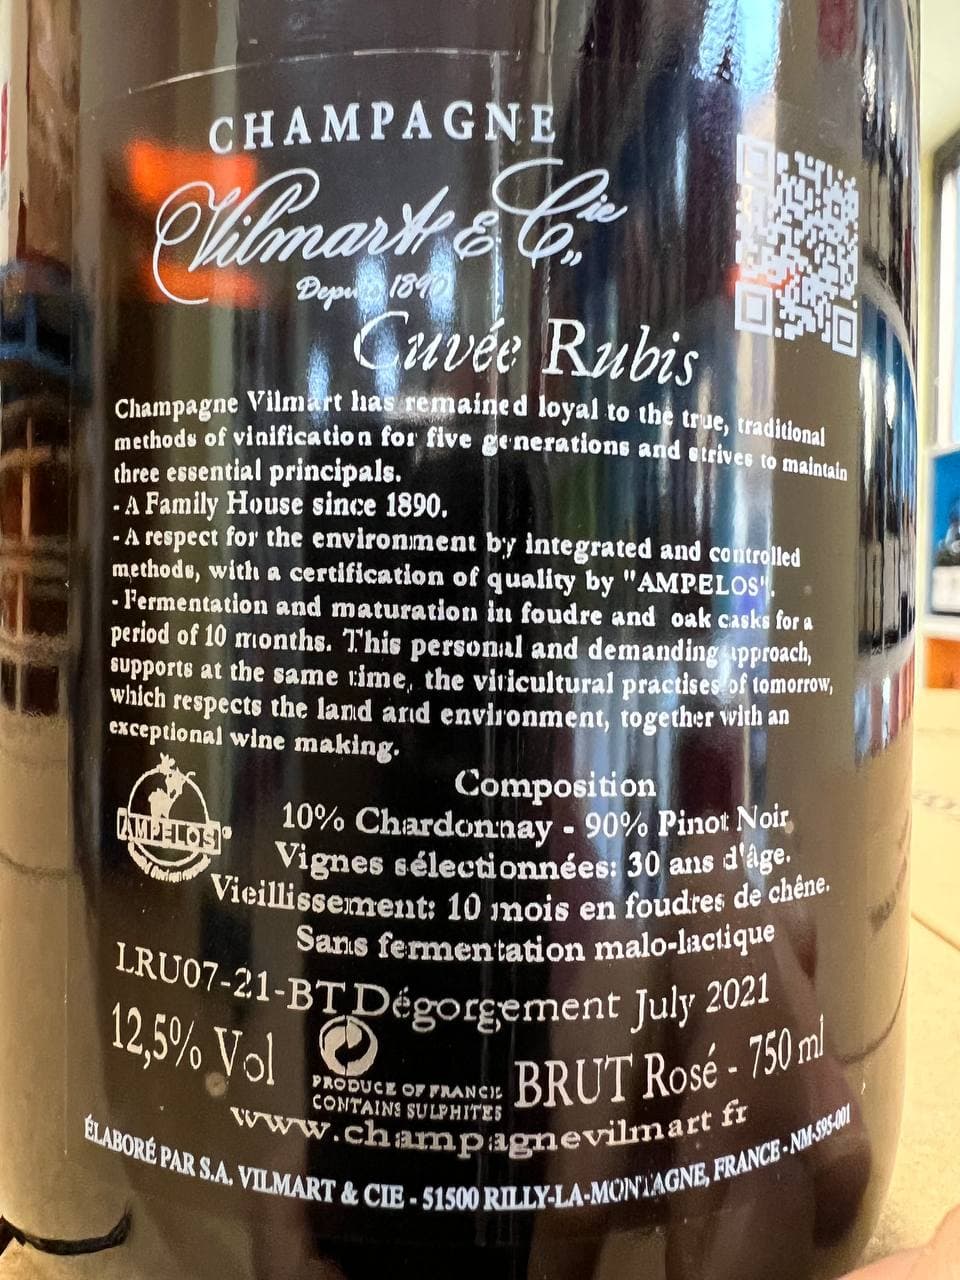 CHAMPAGNE
Vilmart & Cie
Depuis 1890
Cuvée Rubis
Champagne Vilmart has remained loyal to the true, traditional
methods of vinification for five generations and strives to maintain
three essential principals.
- A Family House since 1890.
- A respect for the environment by integrated and controlled
methods, with a certification of quality by "AMPELOS".
- Fermentation and maturation in foudre and oak casks for a
period of 10 months. This personal and demanding approach,
supports at the same time, the viticultural practises of tomorrow,
which respects the land and environment, together with an
exceptional wine making.
AMPELOS
Composition
10% Chardonnay - 90% Pinot Noir
Vignes sélectionnées: 30 ans d'âge.
Vieillissement: 10 mois en foudres de chêne.
Sans fermentation malo-lactique
LRU07-21-BT Dégorgement July 2021
12,5% Vol
PRODUCE OF FRANCE
CONTAINS SULPHITES
BRUT Rosé - 750 ml
www.champagnevilmart fr
ÉLABORÉ PAR S.A. VILMART & CIE - 51500 RILLY-LA-MONTAGNE, FRANCE - NM-595-001